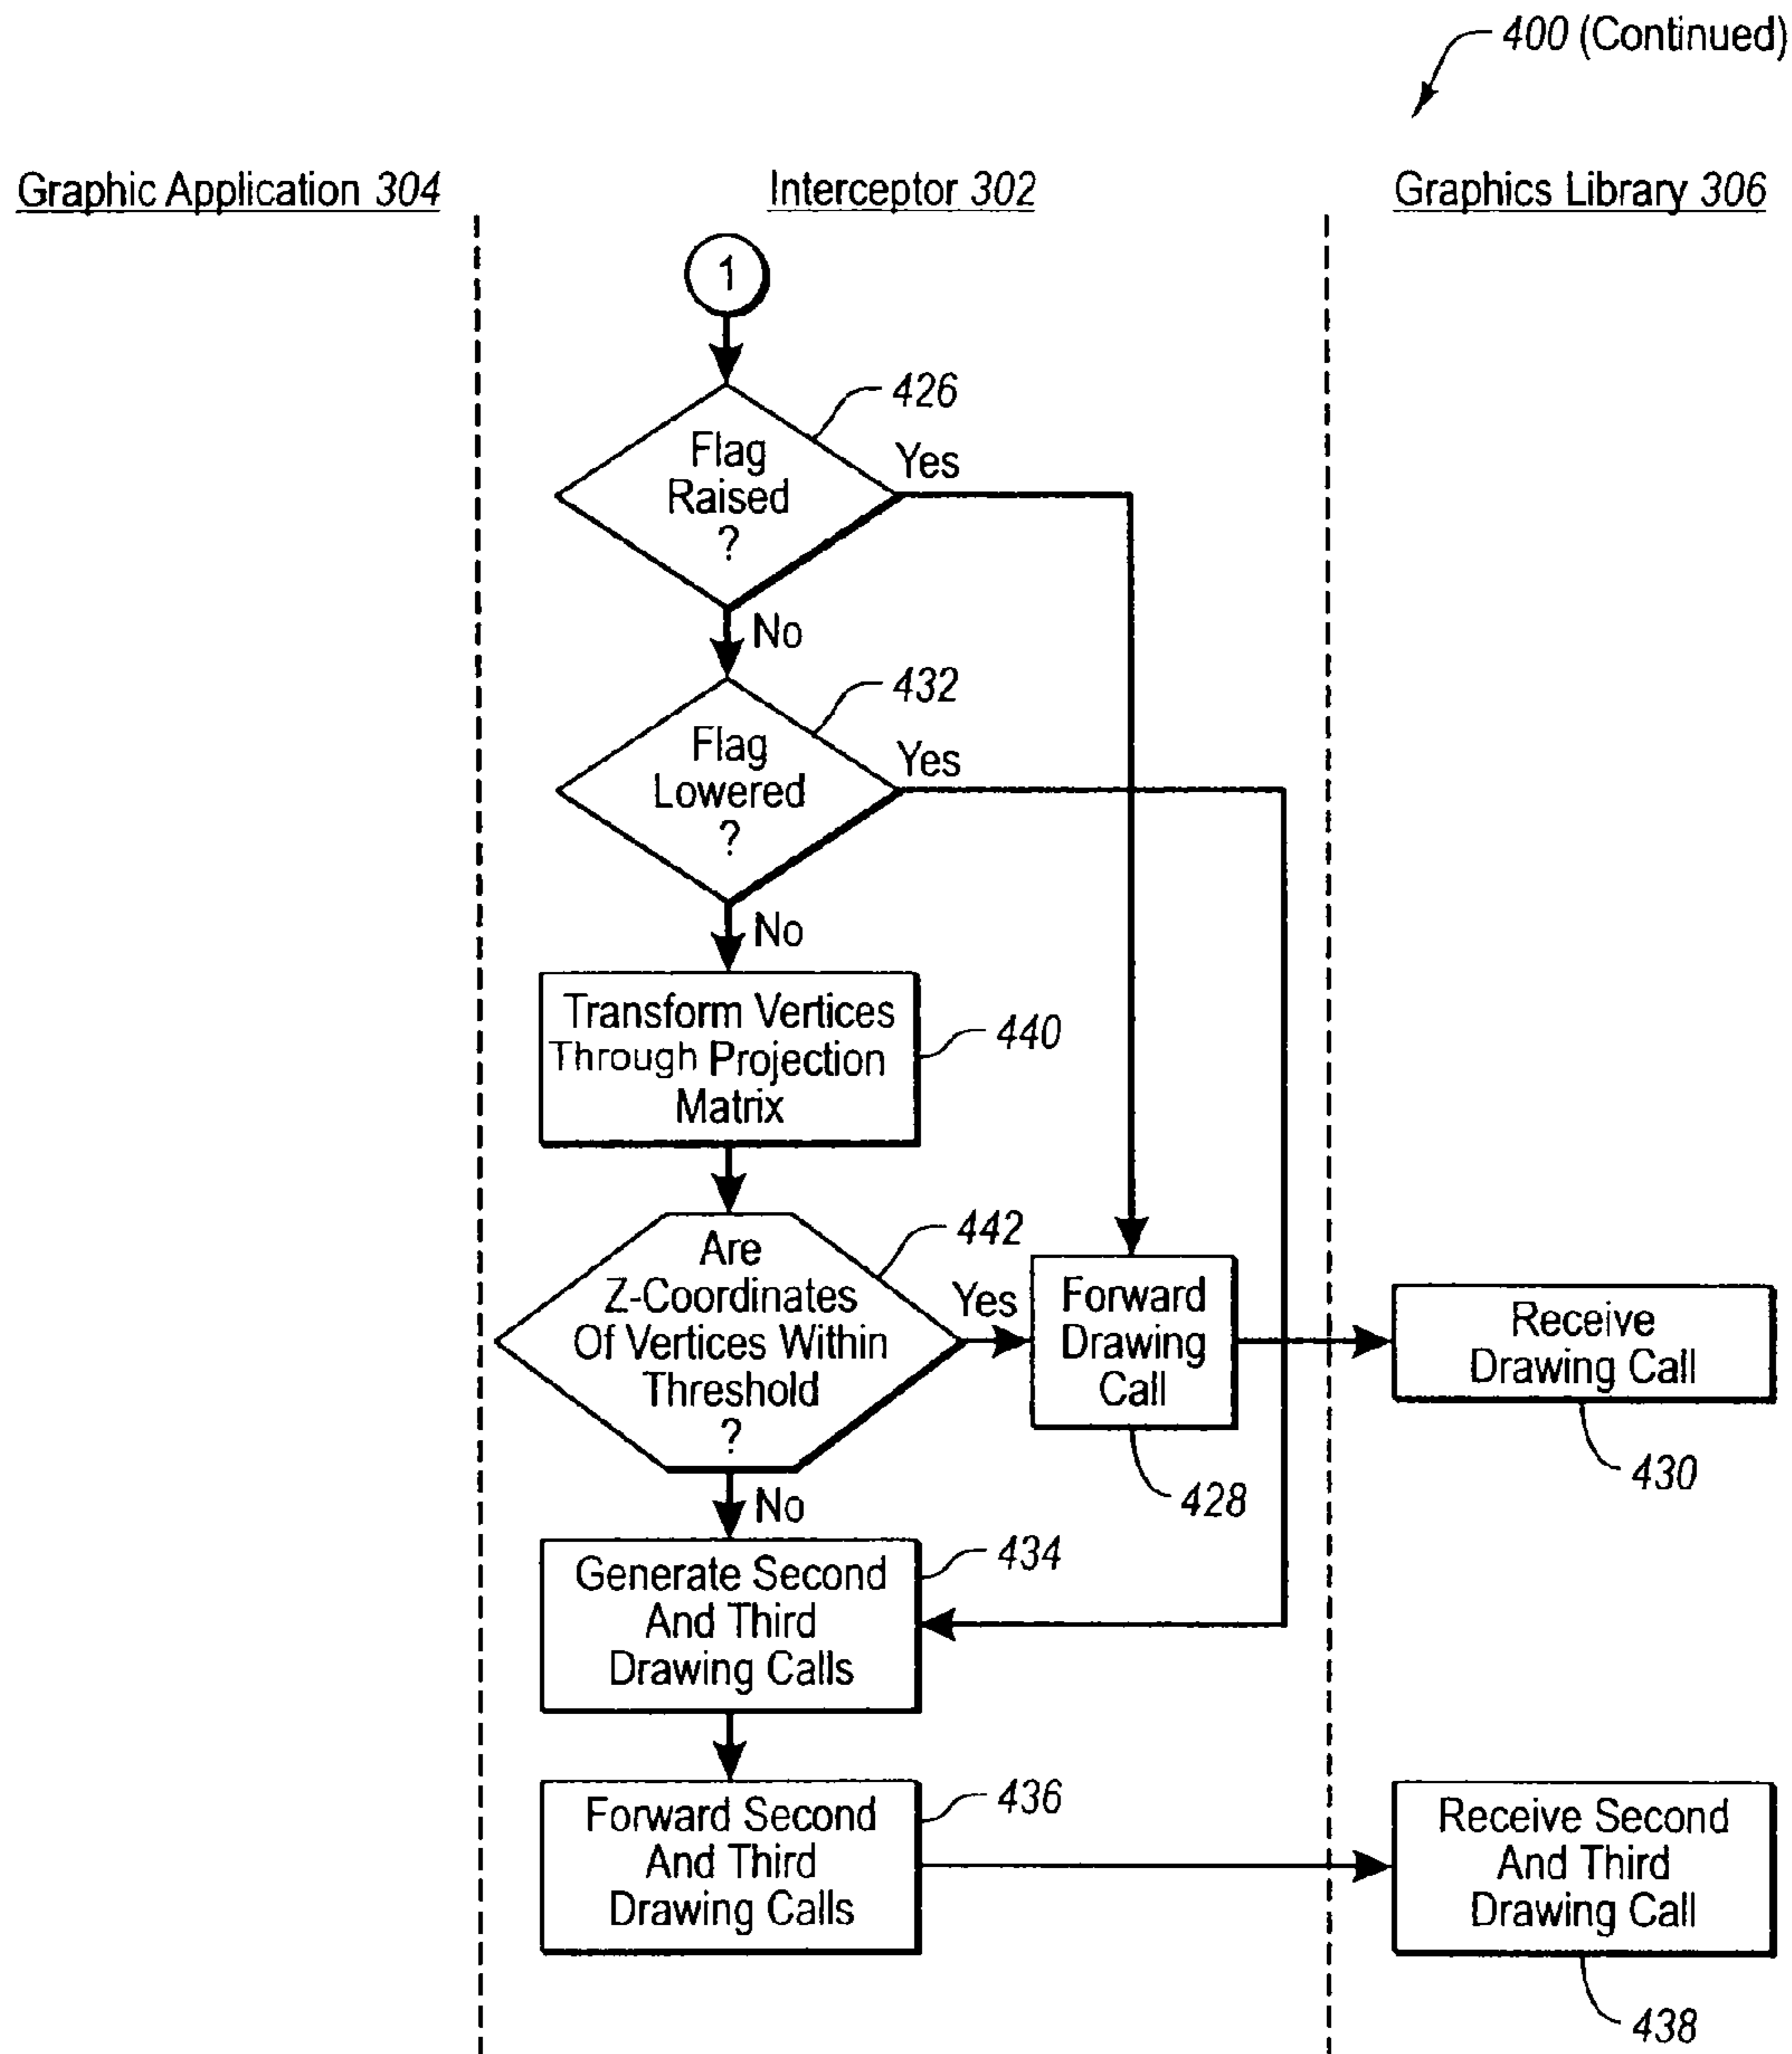 400 (Continued)
Graphic Application 304
Interceptor 302
Graphics Library 306
1
426
Flag
Raised
?
Yes
No
432
Flag
Lowered
?
Yes
No
Transform Vertices
Through Projection
Matrix
440
442
Are
Z-Coordinates
Of Vertices Within
Threshold
?
Yes
Forward
Drawing
Call
428
Receive
Drawing Call
430
No
434
Generate Second
And Third
Drawing Calls
436
Forward Second
And Third
Drawing Calls
Receive Second
And Third
Drawing Call
438